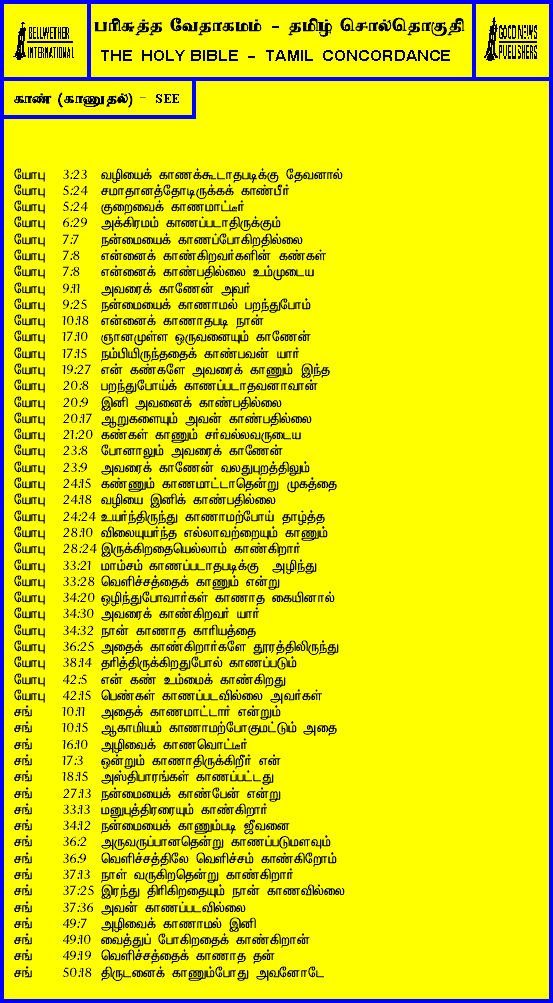 BELLWETHER
INTERNATIONAL
பரிசுத்த வேதாகமம் - தமிழ் சொல்தொகுதி
THE HOLY BIBLE - TAMIL CONCORDANCE
GOOD NEWS
PUBLISHERS
காண் (காணுதல்) - SEE
யோபு 3:23 வழியைக் காணக்கூடாதபடிக்கு தேவனால்
யோபு 5:24 சமாதானத்தோடிருக்கக் காண்பீர்
யோபு 5:24 குறைவைக் காணமாட்டீர்
யோபு 6:29 அக்கிரமம் காணப்படாதிருக்கும்
யோபு 7:7 நன்மையைக் காணப்போகிறதில்லை
யோபு 7:8 என்னைக் காண்கிறவர்களின் கண்கள்
யோபு 7:8 என்னைக் காண்பதில்லை உம்முடைய
யோபு 9:11 அவரைக் காணேன் அவர்
யோபு 9:25 நன்மையைக் காணாமல் பறந்துபோம்
யோபு 10:18 என்னைக் காணாதபடி நான்
யோபு 17:10 ஞானமுள்ள ஒருவனையும் காணேன்
யோபு 17:15 நம்பியிருந்ததைக் காண்பவன் யார்
யோபு 19:27 என் கண்களே அவரைக் காணும் இந்த
யோபு 20:8 பறந்துபோய்க் காணப்படாதவனாவான்
யோபு 20:9 இனி அவனைக் காண்பதில்லை
யோபு 20:17 ஆறுகளையும் அவன் காண்பதில்லை
யோபு 21:20 கண்கள் காணும் சர்வல்லவருடைய
யோபு 23:8 போனாலும் அவரைக் காணேன்
யோபு 23:9 அவரைக் காணேன் வலதுபுறத்திலும்
யோபு 24:15 கண்ணும் காணமாட்டாதென்று முகத்தை
யோபு 24:18 வழியை இனிக் காண்பதில்லை
யோபு 24:24 உயர்ந்திருந்து காணாமற்போய் தாழ்த்த
யோபு 28:10 விலையுயர்ந்த எல்லாவற்றையும் காணும்
யோபு 28:24 இருக்கிறதையெல்லாம் காண்கிறார்
யோபு 33:21 மாம்சம் காணப்படாதபடிக்கு அழிந்து
யோபு 33:28 வெளிச்சத்தைக் காணும் என்று
யோபு 34:20 ஒழிந்துபோவார்கள் காணாத கையினால்
யோபு 34:30 அவரைக் காண்கிறவர் யார்
யோபு 34:32 நான் காணாத காரியத்தை
யோபு 36:25 அதைக் காண்கிறார்களே தூரத்திலிருந்து
யோபு 38:14 தரித்திருக்கிறதுபோல் காணப்படும்
யோபு 42:5 என் கண் உம்மைக் காண்கிறது
யோபு 42:15 பெண்கள் காணப்படவில்லை அவர்கள்
சங் 10:11 அதைக் காணமாட்டார் என்றும்
சங் 10:15 ஆகாமியம் காணாமற்போகுமட்டும் அதை
சங் 16:10 அழிவைக் காணவொட்டீர்
சங் 17:3 ஒன்றும் காணாதிருக்கிறீர் என்
சங் 18:15 அஸ்திபாரங்கள் காணப்பட்டது
சங் 27:13 நன்மையைக் காண்பேன் என்று
சங் 33:13 மனுபுத்திரரையும் காண்கிறார்
சங் 34:12 நன்மையைக் காணும்படி ஜீவனை
சங் 36:2 அருவருப்பானதென்று காணப்படுமளவும்
சங் 36:9 வெளிச்சத்திலே வெளிச்சம் காண்கிறோம்
சங் 37:13 நாள் வருகிறதென்று காண்கிறார்
சங் 37:25 இரந்து திரிகிறதையும் நான் காணவில்லை
சங் 37:36 அவன் காணப்படவில்லை
சங் 49:7 அழிவைக் காணாமல் இனி
சங் 49:10 வைத்துப் போகிறதைக் காண்கிறான்
சங் 49:19 வெளிச்சத்தைக் காணாத தன்
சங் 50:18 திருடனைக் காணும்போது அவனோடே